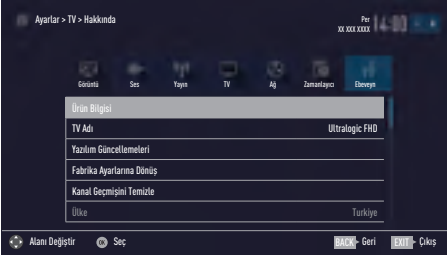 Ayarlar > TV > Hakkında
Per
XX XXX XXXX
Görüntü Ses Yayın TV Ağ Zamanlayıcı Ebeveyn
Ürün Bilgisi
TV Adı Ultralogic FHD
Yazılım Güncellemeleri
Fabrika Ayarlarına Dönüş
Kanal Geçmişini Temizle
Ülke Turkiye
Alanı Değiştir OK Seç BACK Geri EXIT Çıkış